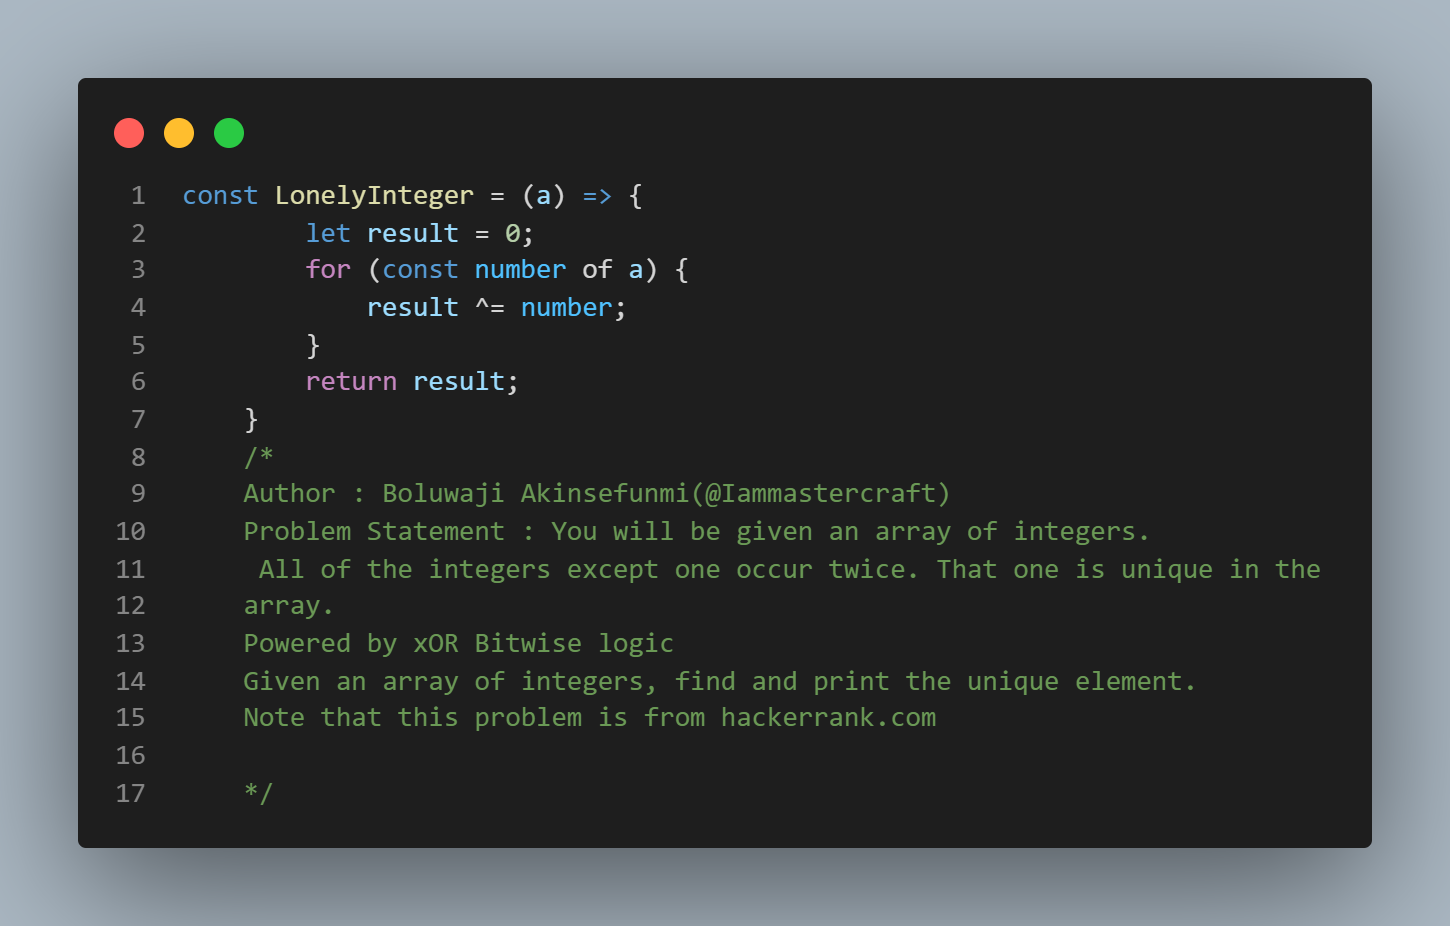 1 const LonelyInteger = (a) => {
2 let result = 0;
3 for (const number of a) {
4 result ^= number;
5 }
6 return result;
7 }
8 /*
9 Author : Boluwaji Akinsefunmi(@Iammastercraft)
10 Problem Statement : You will be given an array of integers.
11 All of the integers except one occur twice. That one is unique in the
12 array.
13 Powered by xOR Bitwise logic
14 Given an array of integers, find and print the unique element.
15 Note that this problem is from hackerrank.com
16
17 */